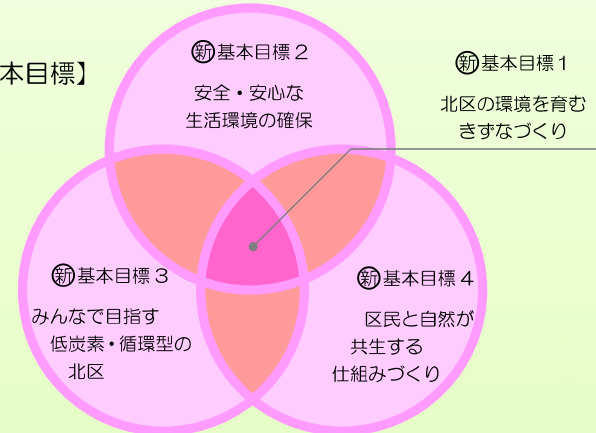 本目標】
㊟新基本目標2
安全・安心な
生活環境の確保
新基本目標1
北区の環境を育む
きずなづくり
新基本目標3
みんなで目指す
低炭素・循環型の
北区
新基本目標4
区民と自然が
共生する
仕組みづくり